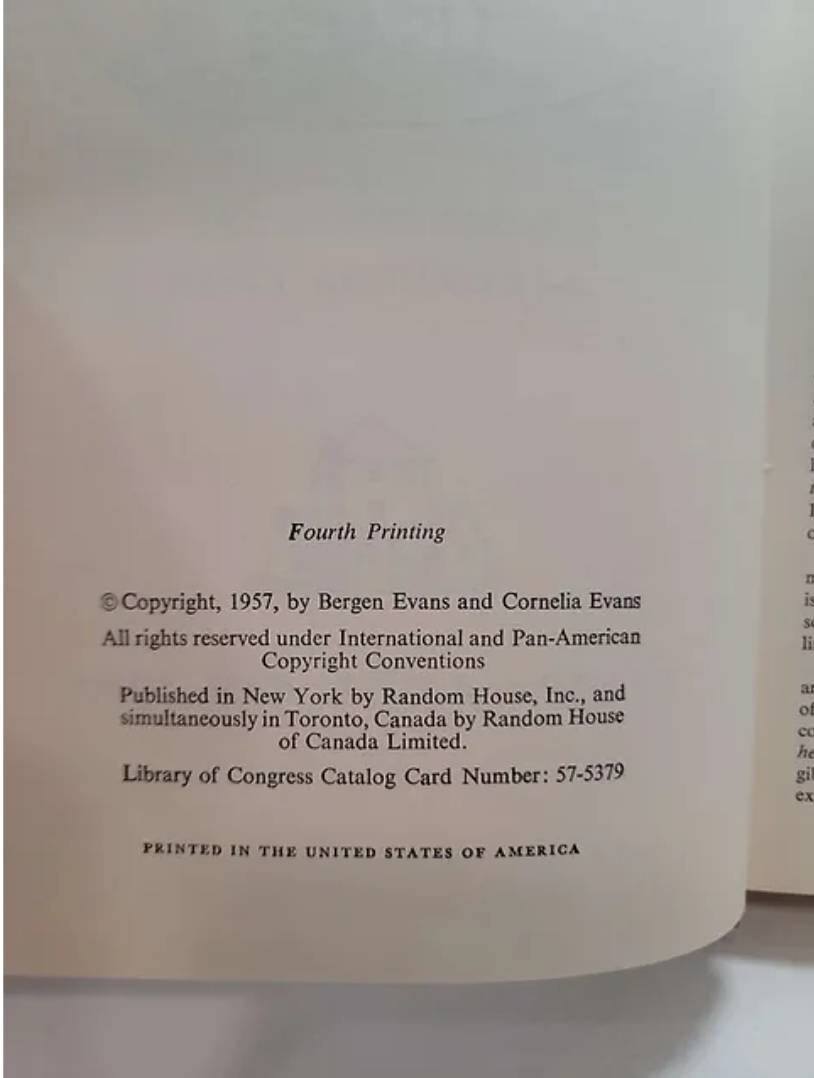 Fourth Printing
© Copyright, 1957, by Bergen Evans and Cornelia Evans
All rights reserved under International and Pan-American
Copyright Conventions
Published in New York by Random House, Inc., and
simultaneously in Toronto, Canada by Random House
of Canada Limited.
Library of Congress Catalog Card Number: 57-5379
PRINTED IN THE UNITED STATES OF AMERICA